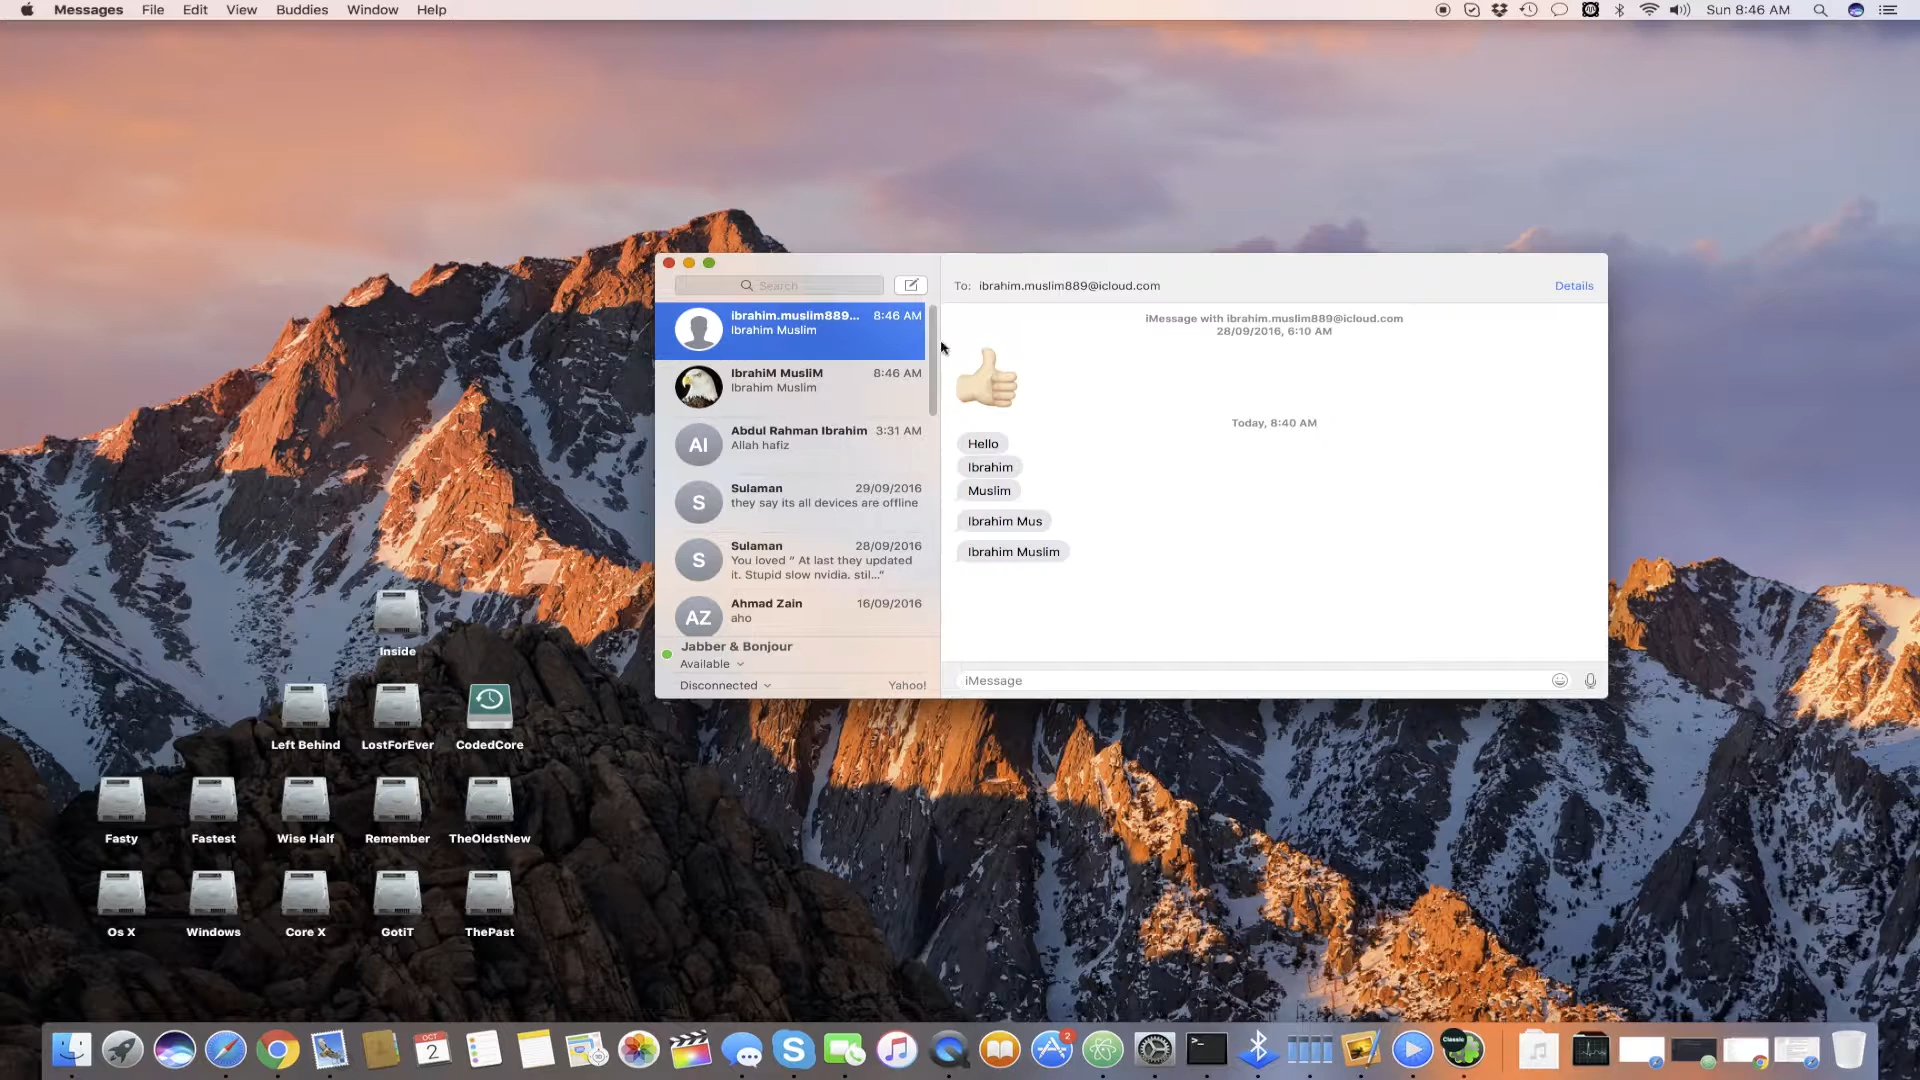 Messages File Edit View Buddies Window Help
Sun 8:46 AM
Search
ibrahim.muslim889... 8:46 AM
Ibrahim Muslim
IbrahiM MusliM 8:46 AM
Ibrahim Muslim
AI
Abdul Rahman Ibrahim 3:31 AM
Allah hafiz
S
Sulaman 29/09/2016
they say its all devices are offline
S
Sulaman 28/09/2016
You loved “ At last they updated
it. Stupid slow nvidia. stil...”
AZ
Ahmad Zain 16/09/2016
aho
Jabber & Bonjour
Available
Disconnected Yahoo!
To: ibrahim.muslim889@icloud.com Details
iMessage with ibrahim.muslim889@icloud.com
28/09/2016, 6:10 AM
Today, 8:40 AM
Hello
Ibrahim
Muslim
Ibrahim Mus
Ibrahim Muslim
iMessage
Inside
Left Behind LostForEver CodedCore
Fasty Fastest Wise Half Remember TheOldstNew
Os X Windows Core X GotiT ThePast
OCT
2
2
Classic